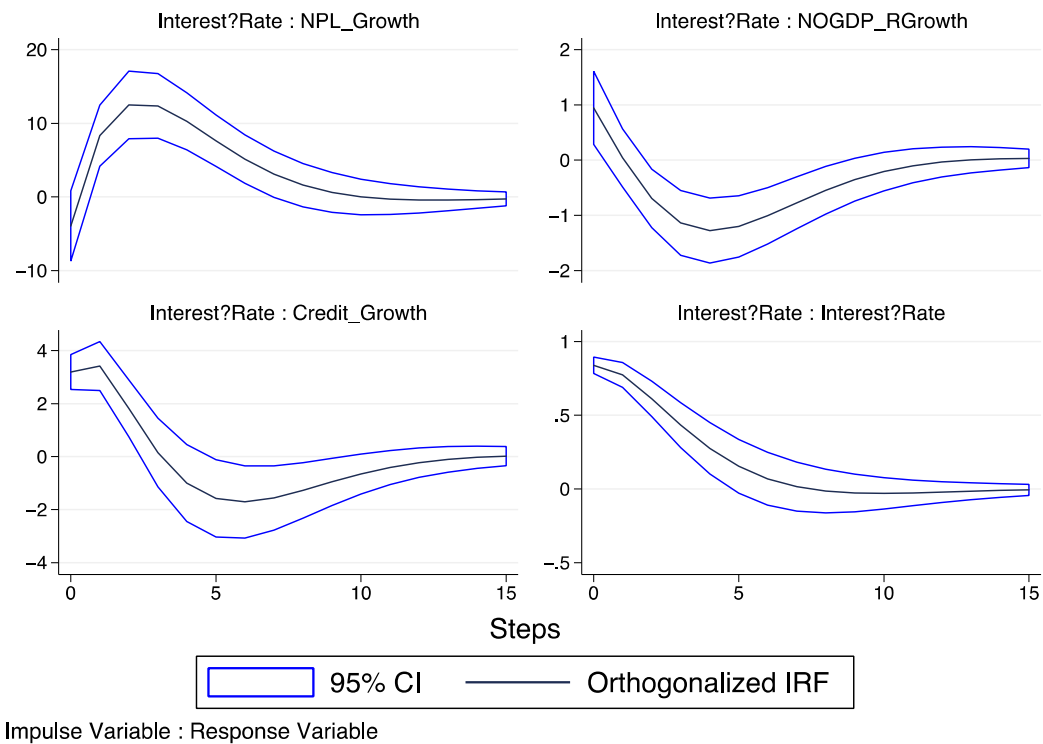 Interest?Rate : NPL_Growth
20
10
0
−10
Interest?Rate : NOGDP_RGrowth
2
1
0
−1
−2
Interest?Rate : Credit_Growth
4
2
0
−2
−4
0 5 10 15
Interest?Rate : Interest?Rate
1
.5
0
−.5
0 5 10 15
Steps
95% CI Orthogonalized IRF
Impulse Variable : Response Variable